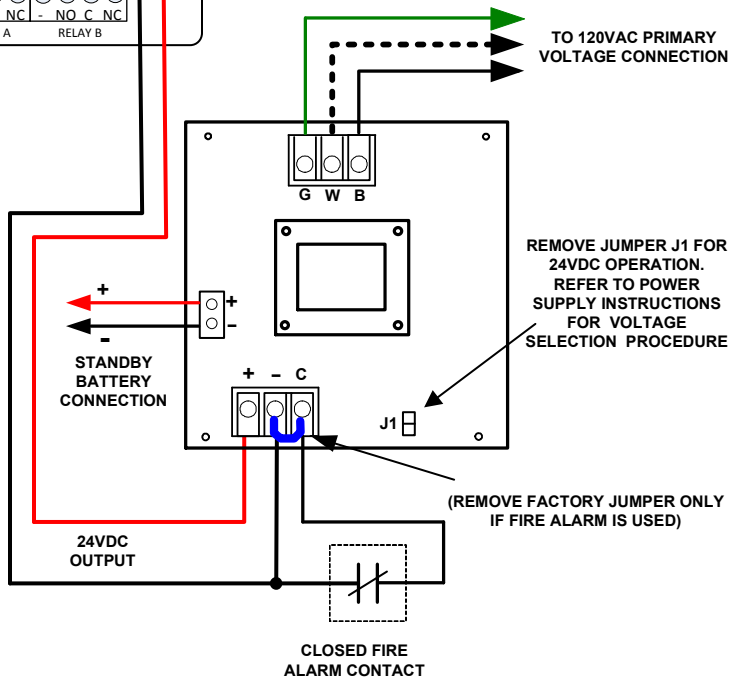 NC - NO C NC
A RELAY B
TO 120VAC PRIMARY
VOLTAGE CONNECTION
G W B
REMOVE JUMPER J1 FOR
24VDC OPERATION.
REFER TO POWER
SUPPLY INSTRUCTIONS
FOR VOLTAGE
SELECTION PROCEDURE
+ +
- –
STANDBY
BATTERY
CONNECTION
+ – C
J1
(REMOVE FACTORY JUMPER ONLY
IF FIRE ALARM IS USED)
24VDC
OUTPUT
CLOSED FIRE
ALARM CONTACT